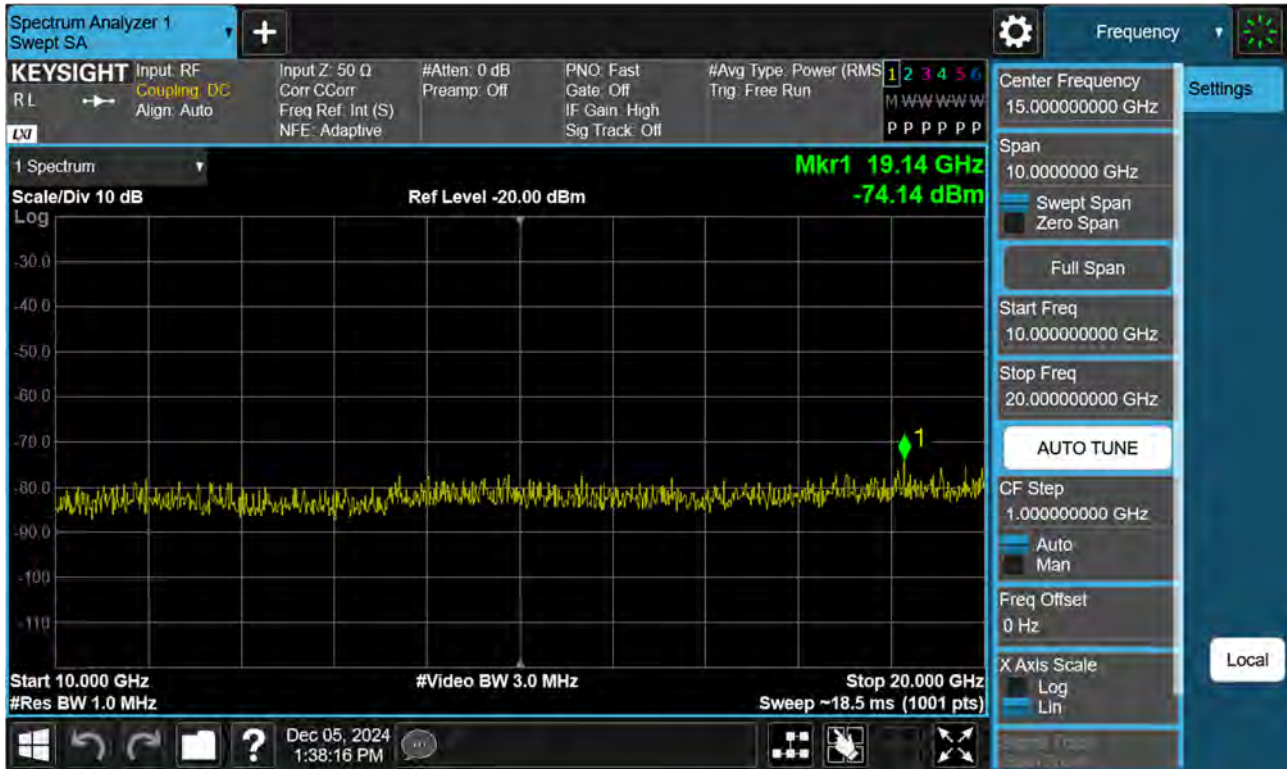 Spectrum Analyzer 1
Swept SA
Frequency
KEYSIGHT
R L
LXI
Input: RF
Coupling: DC
Align: Auto
Input Z: 50 Ω
Corr CCorr
Freq Ref: Int (S)
NFE: Adaptive
#Atten: 0 dB
Preamp: Off
PNO: Fast
Gate: Off
IF Gain: High
Sig Track: Off
#Avg Type: Power (RMS
Trig: Free Run
1 2 3 4 5 6
M W W W W W
P P P P P P
1 Spectrum
Mkr1 19.14 GHz
-74.14 dBm
Scale/Div 10 dB
Ref Level -20.00 dBm
Log
-30.0
-40.0
-50.0
-60.0
-70.0
-80.0
-90.0
-100
-110
1
Start 10.000 GHz
#Video BW 3.0 MHz
Stop 20.000 GHz
#Res BW 1.0 MHz
Sweep ~18.5 ms (1001 pts)
Center Frequency
15.000000000 GHz
Settings
Span
10.0000000 GHz
Swept Span
Zero Span
Full Span
Start Freq
10.000000000 GHz
Stop Freq
20.000000000 GHz
AUTO TUNE
CF Step
1.000000000 GHz
Auto
Man
Freq Offset
0 Hz
X Axis Scale
Log
Lin
Local
?
Dec 05, 2024
1:38:16 PM